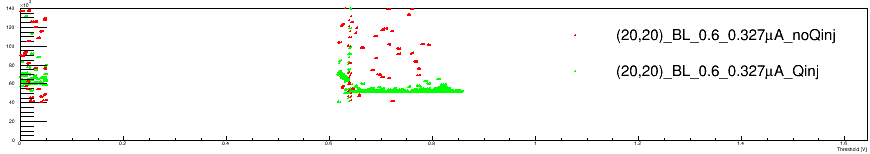 ×10³
140
120
100
80
60
40
20
0
0 0.2 0.4 0.6 0.8 1 1.2 1.4 1.6
Threshold [V]
(20,20)_BL_0.6_0.327μA_noQinj
(20,20)_BL_0.6_0.327μA_Qinj